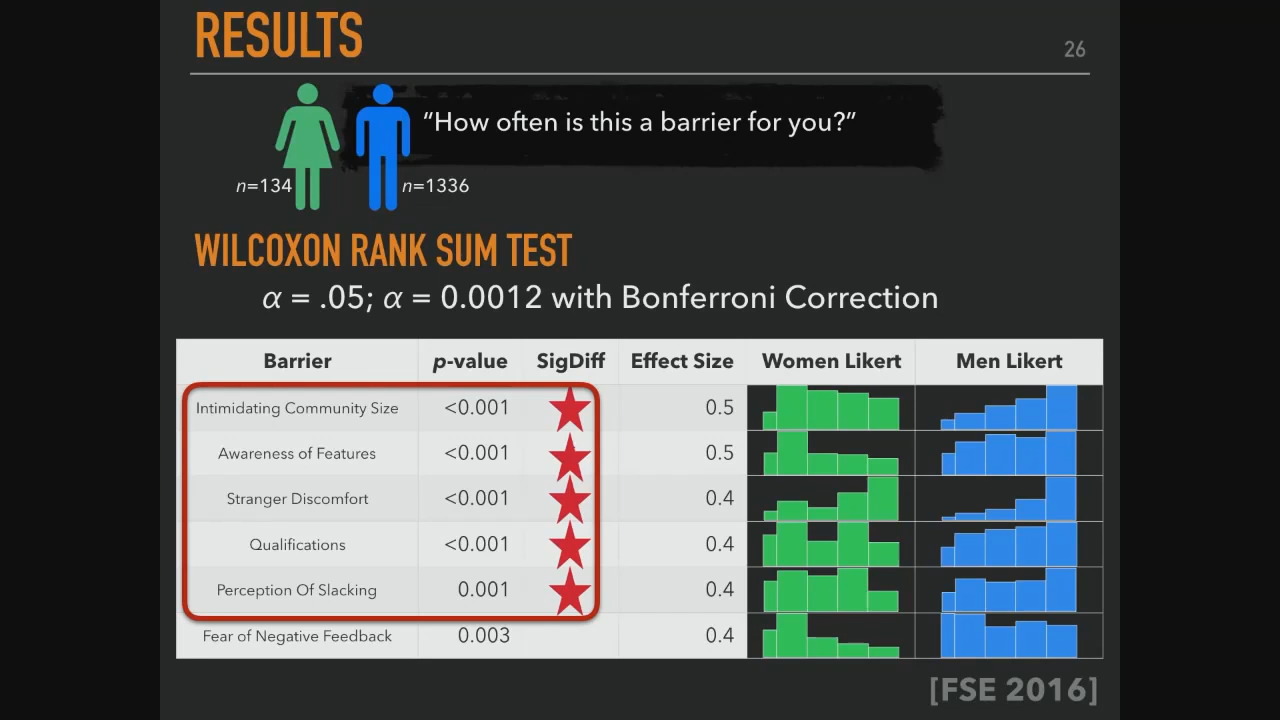 RESULTS
26
“How often is this a barrier for you?”
n=134
n=1336
WILCOXON RANK SUM TEST
α = .05; α = 0.0012 with Bonferroni Correction
Barrier p-value SigDiff Effect Size Women Likert Men Likert
Intimidating Community Size <0.001 0.5
Awareness of Features <0.001 0.5
Stranger Discomfort <0.001 0.4
Qualifications <0.001 0.4
Perception Of Slacking 0.001 0.4
Fear of Negative Feedback 0.003 0.4
[FSE 2016]